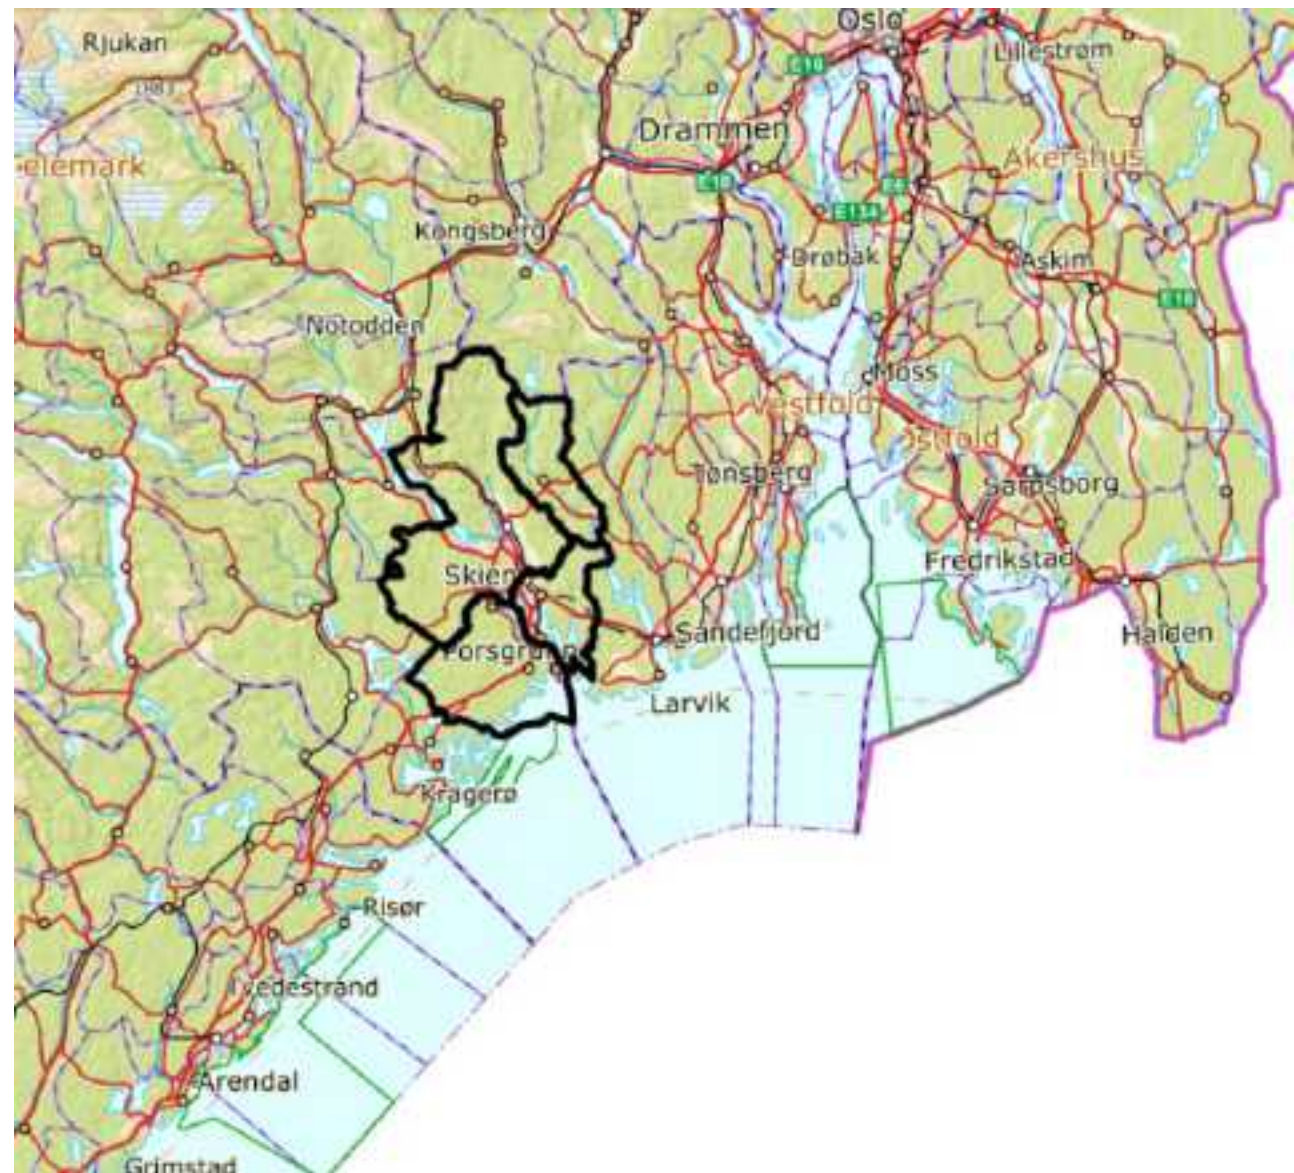 Oslo
Rjukan
Lillestrøm
E18
Drammen
elemark
Akershus
E18
E6
E134
Kongsberg
Drøbak
Askim
E18
Notodden
Moss
Vestfold
Østfold
Tønsberg
Sarpsborg
Fredrikstad
Skien
Sandefjord
Halden
Porsgrunn
Larvik
Kragerø
Risør
Tvedestrand
Arendal
Grimstad